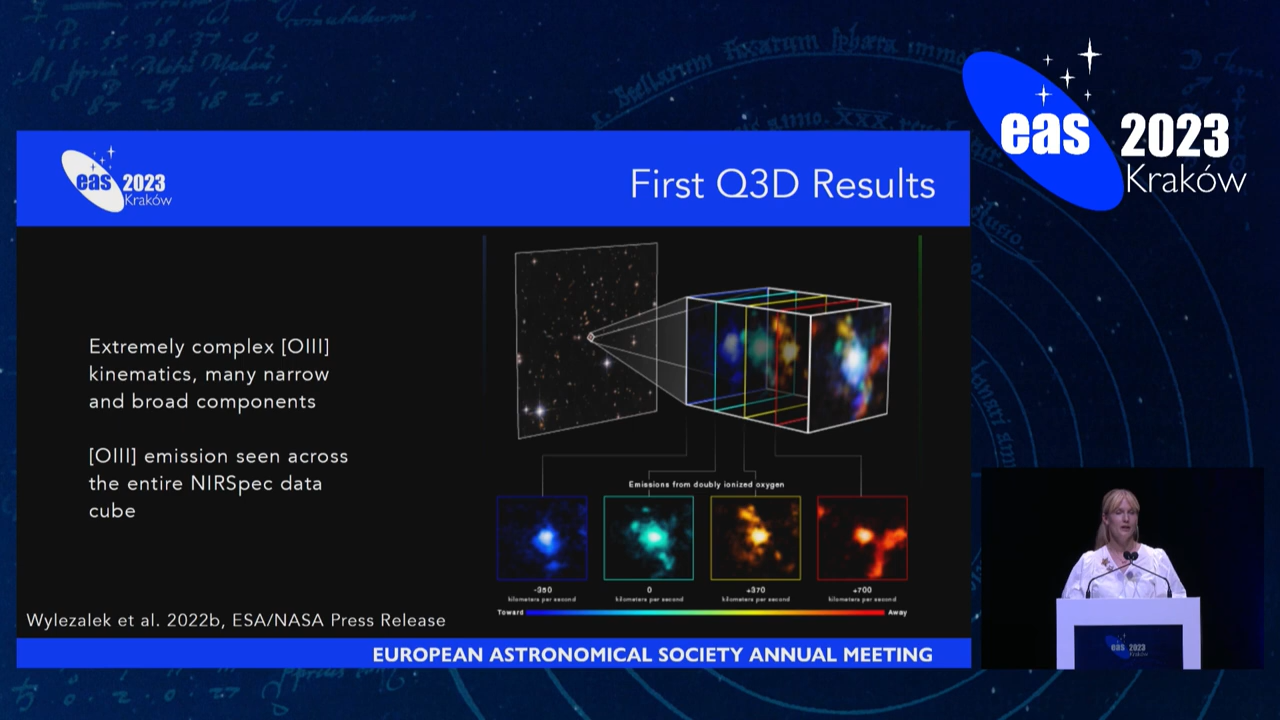 eas 2023
Kraków
eas 2023
Kraków
First Q3D Results
Extremely complex [OIII]
kinematics, many narrow
and broad components
[OIII] emission seen across
the entire NIRSpec data
cube
Emissions from doubly ionized oxygen
-350
0
+370
+700
kilometers per second
kilometers per second
kilometers per second
kilometers per second
Toward
Away
Wylezalek et al. 2022b, ESA/NASA Press Release
EUROPEAN ASTRONOMICAL SOCIETY ANNUAL MEETING
eas 2023
Kraków